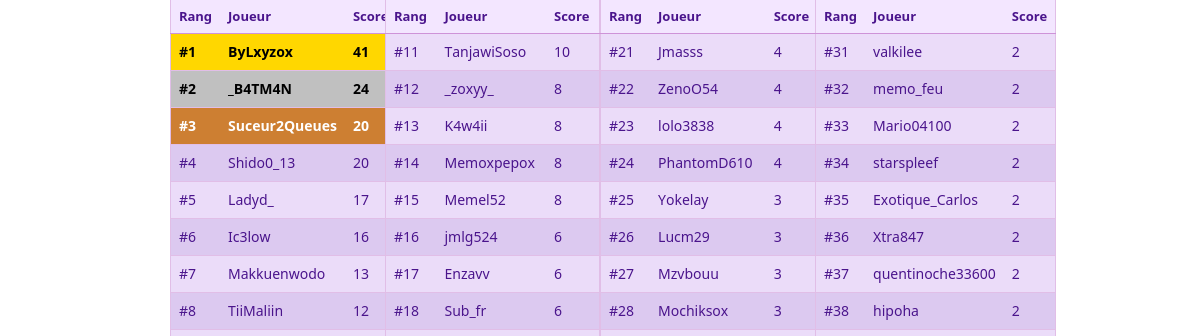 Rang Joueur Score Rang Joueur Score Rang Joueur Score Rang Joueur Score
#1 ByLxyzox 41 #11 TanjawiSoso 10 #21 Jmasss 4 #31 valkilee 2
#2 _B4TM4N 24 #12 _zoxyy_ 8 #22 ZenoO54 4 #32 memo_feu 2
#3 Suceur2Queues 20 #13 K4w4ii 8 #23 lolo3838 4 #33 Mario04100 2
#4 Shido0_13 20 #14 Memoxpepox 8 #24 PhantomD610 4 #34 starspleef 2
#5 Ladyd_ 17 #15 Memel52 8 #25 Yokelay 3 #35 Exotique_Carlos 2
#6 Ic3low 16 #16 jmlg524 6 #26 Lucm29 3 #36 Xtra847 2
#7 Makkuenwodo 13 #17 Enzavv 6 #27 Mzvbouu 3 #37 quentinoche33600 2
#8 TiiMaliin 12 #18 Sub_fr 6 #28 Mochiksox 3 #38 hipoha 2